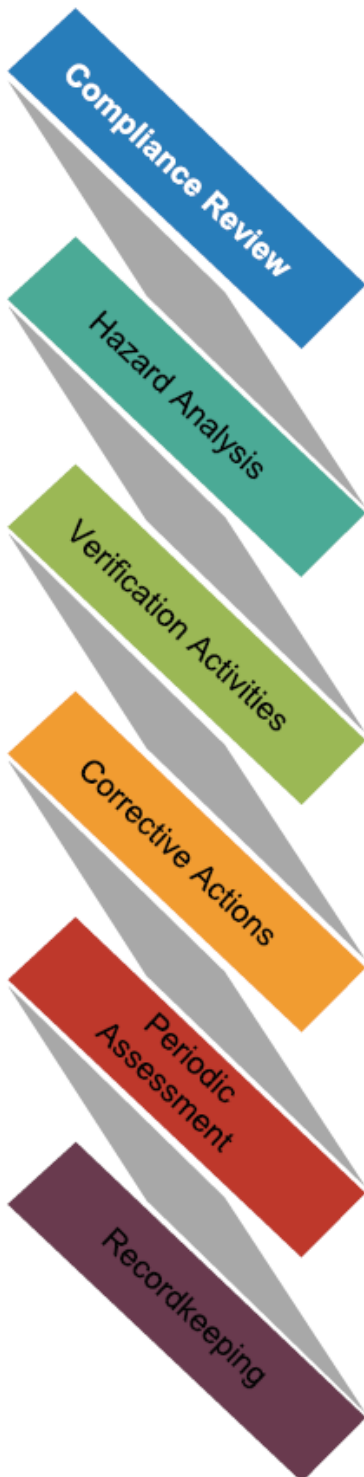 Compliance Review
Hazard Analysis
Verification Activities
Corrective Actions
Periodic
Assessment
Recordkeeping